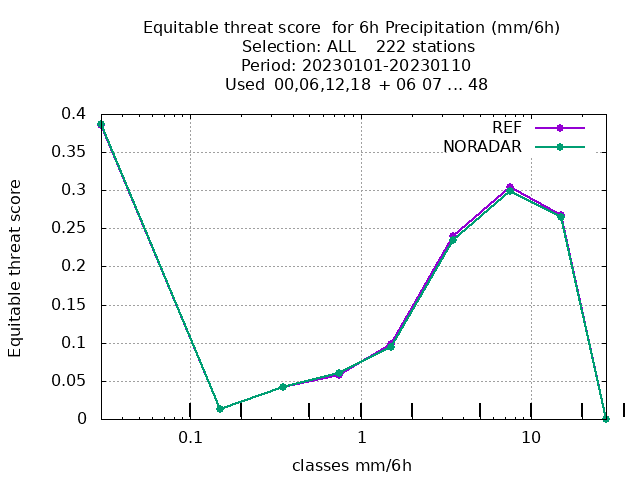 Equitable threat score  for 6h Precipitation (mm/6h)
Selection: ALL    222 stations
Period: 20230101-20230110
Used  00,06,12,18  + 06 07 ... 48
REF
NORADAR
0.4
0.35
0.3
0.25
0.2
0.15
0.1
0.05
0
Equitable threat score
0.1 1 10
classes mm/6h